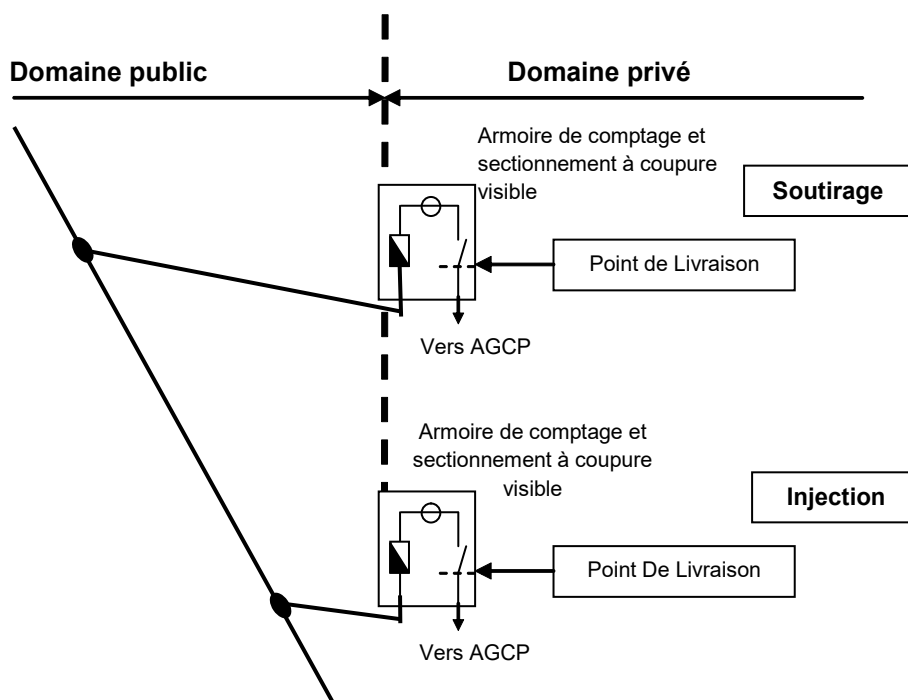 Domaine public
Domaine privé
Armoire de comptage et
sectionnement à coupure
visible
Soutirage
Point de Livraison
Vers AGCP
Armoire de comptage et
sectionnement à coupure
visible
Injection
Point De Livraison
Vers AGCP